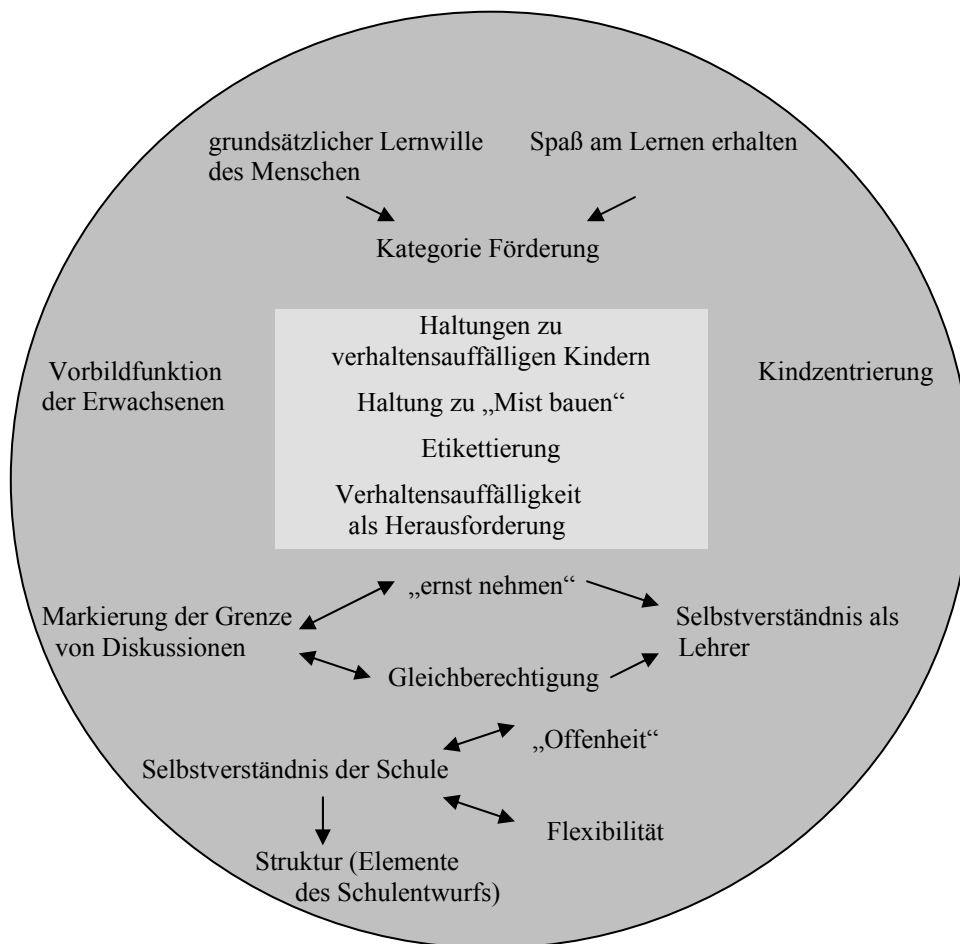 grundsätzlicher Lernwille
des Menschen
Spaß am Lernen erhalten
Kategorie Förderung
Haltungen zu
verhaltensauffälligen Kindern
Haltung zu „Mist bauen“
Etikettierung
Verhaltensauffälligkeit
als Herausforderung
Vorbildfunktion
der Erwachsenen
Kindzentrierung
„ernst nehmen“
Markierung der Grenze
von Diskussionen
Selbstverständnis als
Lehrer
Gleichberechtigung
„Offenheit“
Selbstverständnis der Schule
Flexibilität
Struktur (Elemente
des Schulentwurfs)